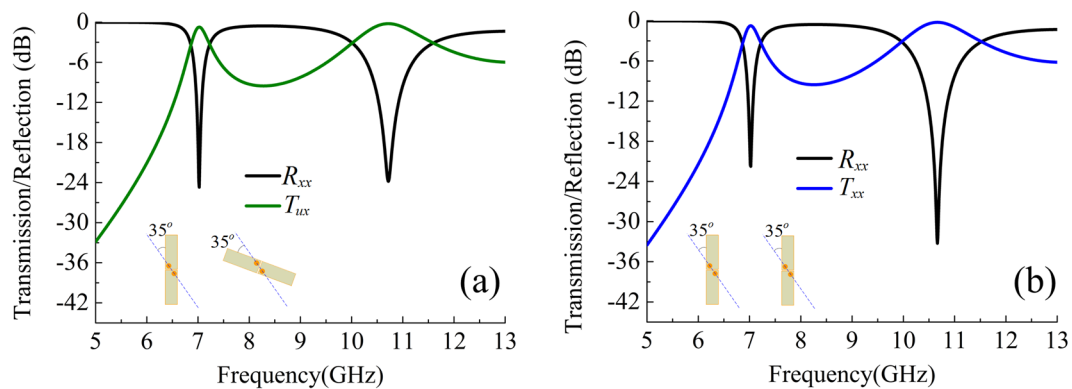 Transmission/Reflection (dB)
0
-6
-12
-18
-24
-30
-36
-42
R_xx
T_ux
35°
35°
(a)
5 6 7 8 9 10 11 12 13
Frequency(GHz)
Transmission/Reflection (dB)
0
-6
-12
-18
-24
-30
-36
-42
R_xx
T_xx
35°
35°
(b)
5 6 7 8 9 10 11 12 13
Frequency(GHz)